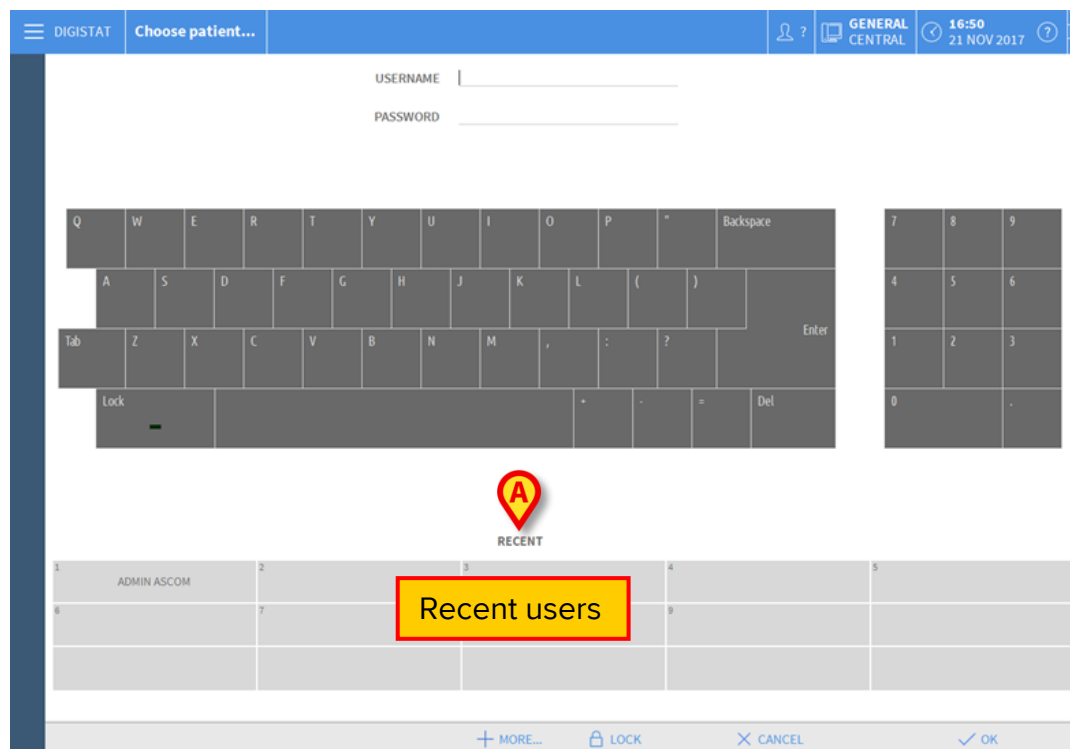 DIGISTAT Choose patient... ? GENERAL CENTRAL 16:50 21 NOV 2017 ?
USERNAME
PASSWORD
Q W E R T Y U I O P " Backspace 7 8 9
A S D F G H J K L ( ) 4 5 6
Enter
Tab Z X C V B N M , : ? 1 2 3
Lock + - = Del 0 .
A
RECENT
1 ADMIN ASCOM 2 3 4 5
Recent users
6 7 9
MORE... LOCK CANCEL OK